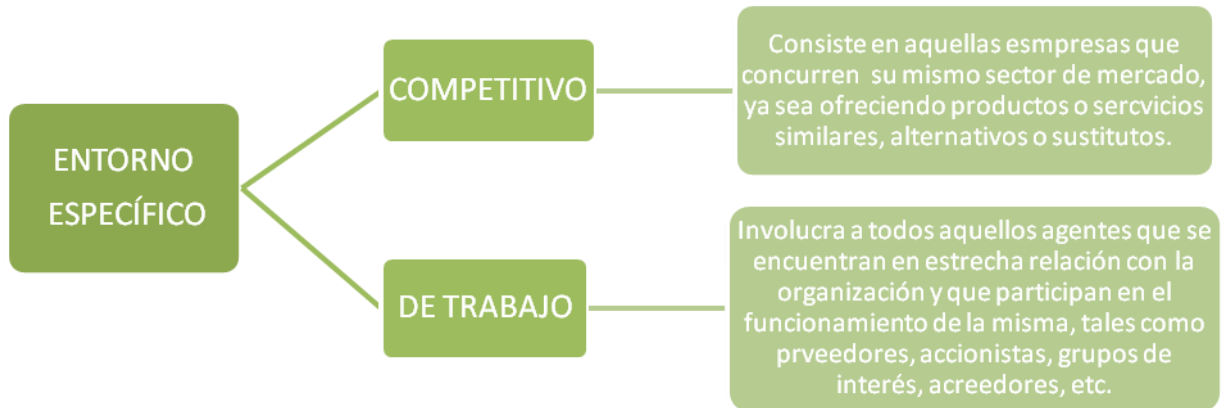 ENTORNO
ESPECÍFICO
COMPETITIVO
Consiste en aquellas esmpresas que
concurren su mismo sector de mercado,
ya sea ofreciendo productos o sercvicios
similares, alternativos o sustitutos.
DE TRABAJO
Involucra a todos aquellos agentes que se
encuentran en estrecha relación con la
organización y que participan en el
funcionamiento de la misma, tales como
prveedores, accionistas, grupos de
interés, acreedores, etc.